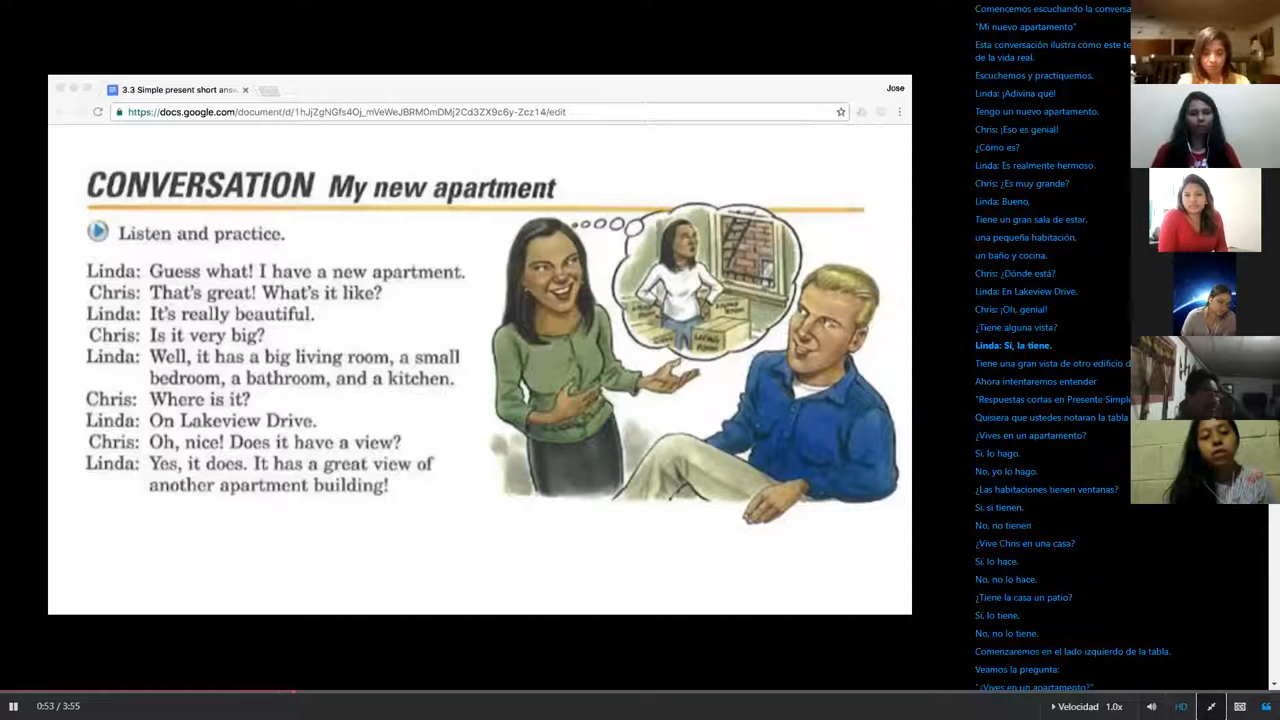 3.3 Simple present short answ
Jose
https://docs.google.com/document/d/1hJjZgNGfs4Oj_mVeWeJBRM0mDMj2Cd3ZX9c6y-Zcz14/edit
CONVERSATION My new apartment
Listen and practice.
Linda: Guess what! I have a new apartment.
Chris: That's great! What's it like?
Linda: It's really beautiful.
Chris: Is it very big?
Linda: Well, it has a big living room, a small
bedroom, a bathroom, and a kitchen.
Chris: Where is it?
Linda: On Lakeview Drive.
Chris: Oh, nice! Does it have a view?
Linda: Yes, it does. It has a great view of
another apartment building!
Comencemos escuchando la conversa
"Mi nuevo apartamento"
Esta conversación ilustra cómo este te
de la vida real.
Escuchemos y practiquemos.
Linda: ¡Adivina qué!
Tengo un nuevo apartamento.
Chris: ¡Eso es genial!
¿Cómo es?
Linda: Es realmente hermoso.
Chris: ¿Es muy grande?
Linda: Bueno,
Tiene un gran sala de estar,
una pequeña habitación,
un baño y cocina.
Chris: ¿Dónde está?
Linda: En Lakeview Drive.
Chris: ¡Oh, genial!
¿Tiene alguna vista?
Linda: Sí, la tiene.
Tiene una gran vista de otro edificio d
Ahora intentaremos entender
"Respuestas cortas en Presente Simple
Quisiera que ustedes notaran la tabla
¿Vives en un apartamento?
Sí, lo hago.
No, yo lo hago.
¿Las habitaciones tienen ventanas?
Si, si tienen.
No, no tienen
¿Vive Chris en una casa?
Sí, lo hace.
No, no lo hace.
¿Tiene la casa un patio?
Sí, lo tiene.
No, no lo tiene.
Comenzaremos en el lado izquierdo de la tabla.
Veamos la pregunta:
"¿Vives en un apartamento?"
0:53 / 3:55
Velocidad 1.0x
HD